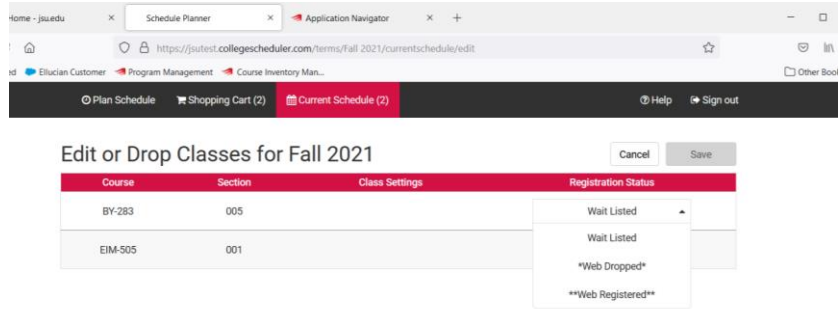 Home - jsu.edu × Schedule Planner × Application Navigator × +
https://jsutest.collegescheduler.com/terms/Fall 2021/currentschedule/edit
ed Ellucian Customer Program Management Course Inventory Man... Other Book
Plan Schedule Shopping Cart (2) Current Schedule (2) Help Sign out
Edit or Drop Classes for Fall 2021 Cancel Save
Course Section Class Settings Registration Status
BY-283 005 Wait Listed
Wait Listed
EIM-505 001
*Web Dropped*
**Web Registered**